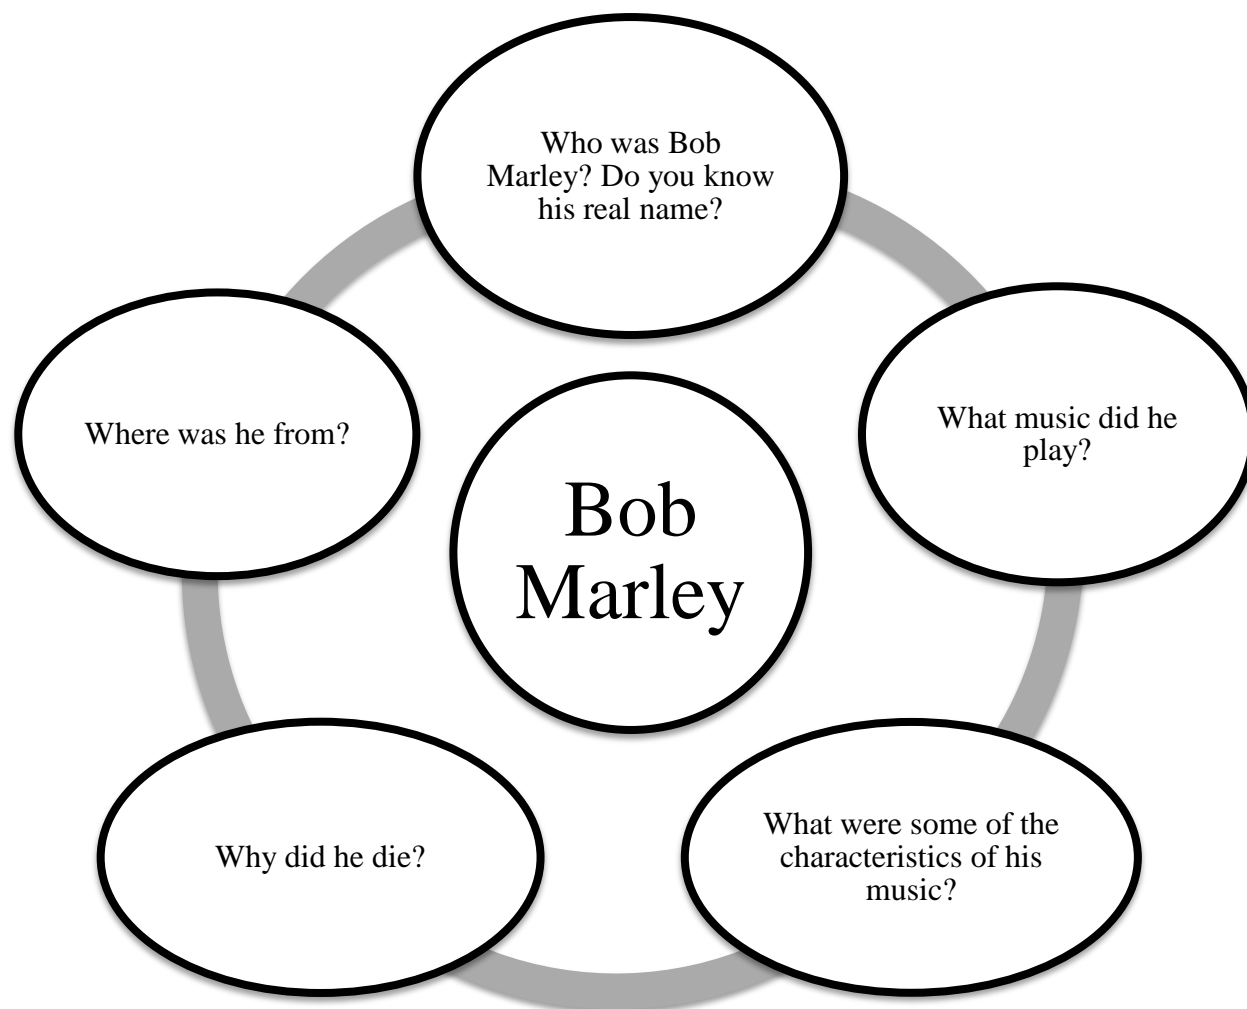 Who was Bob
Marley? Do you know
his real name?
What music did he
play?
What were some of the
characteristics of his
music?
Why did he die?
Where was he from?
Bob
Marley